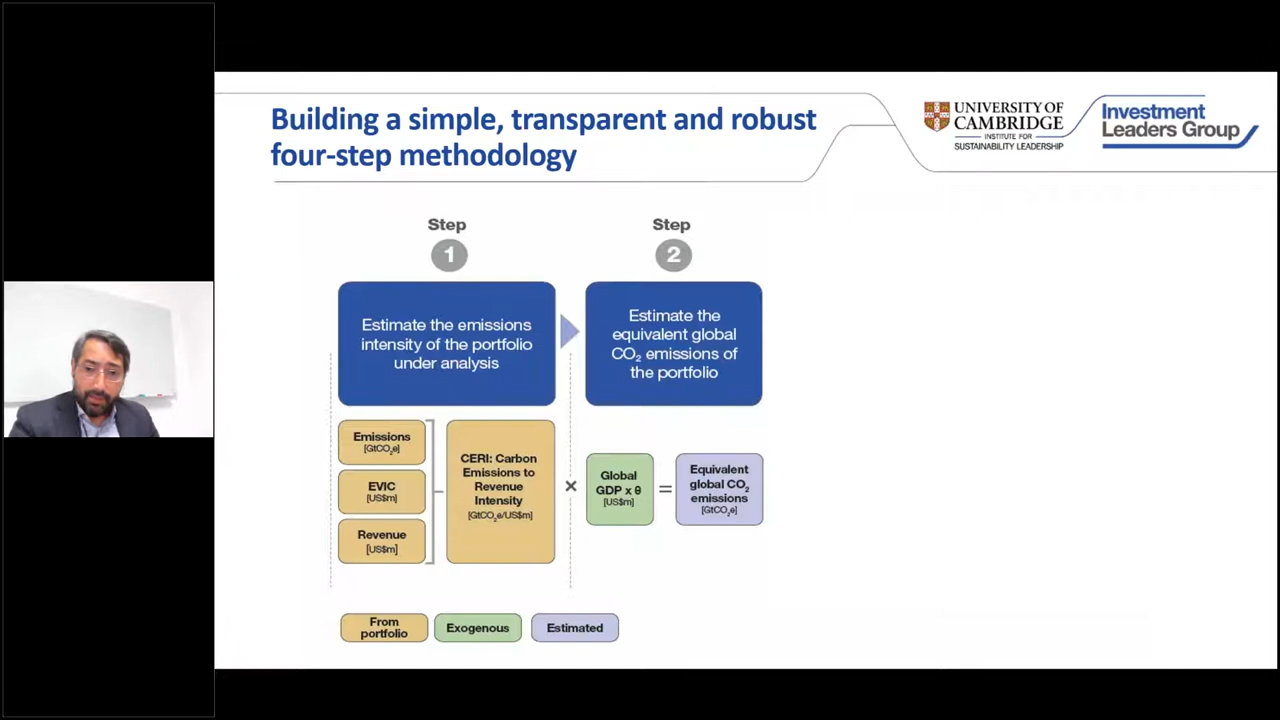 Building a simple, transparent and robust
four-step methodology
UNIVERSITY OF
CAMBRIDGE
INSTITUTE FOR
SUSTAINABILITY LEADERSHIP
Investment
Leaders Group
Step
1
Step
2
Estimate the emissions
intensity of the portfolio
under analysis
Estimate the
equivalent global
CO₂ emissions of
the portfolio
Emissions
[GtCO₂e]
EVIC
[US$m]
Revenue
[US$m]
CERI: Carbon
Emissions to
Revenue
Intensity
[GtCO₂e/US$m]
×
Global
GDP x θ
[US$m]
=
Equivalent
global CO₂
emissions
[GtCO₂e]
From
portfolio
Exogenous
Estimated